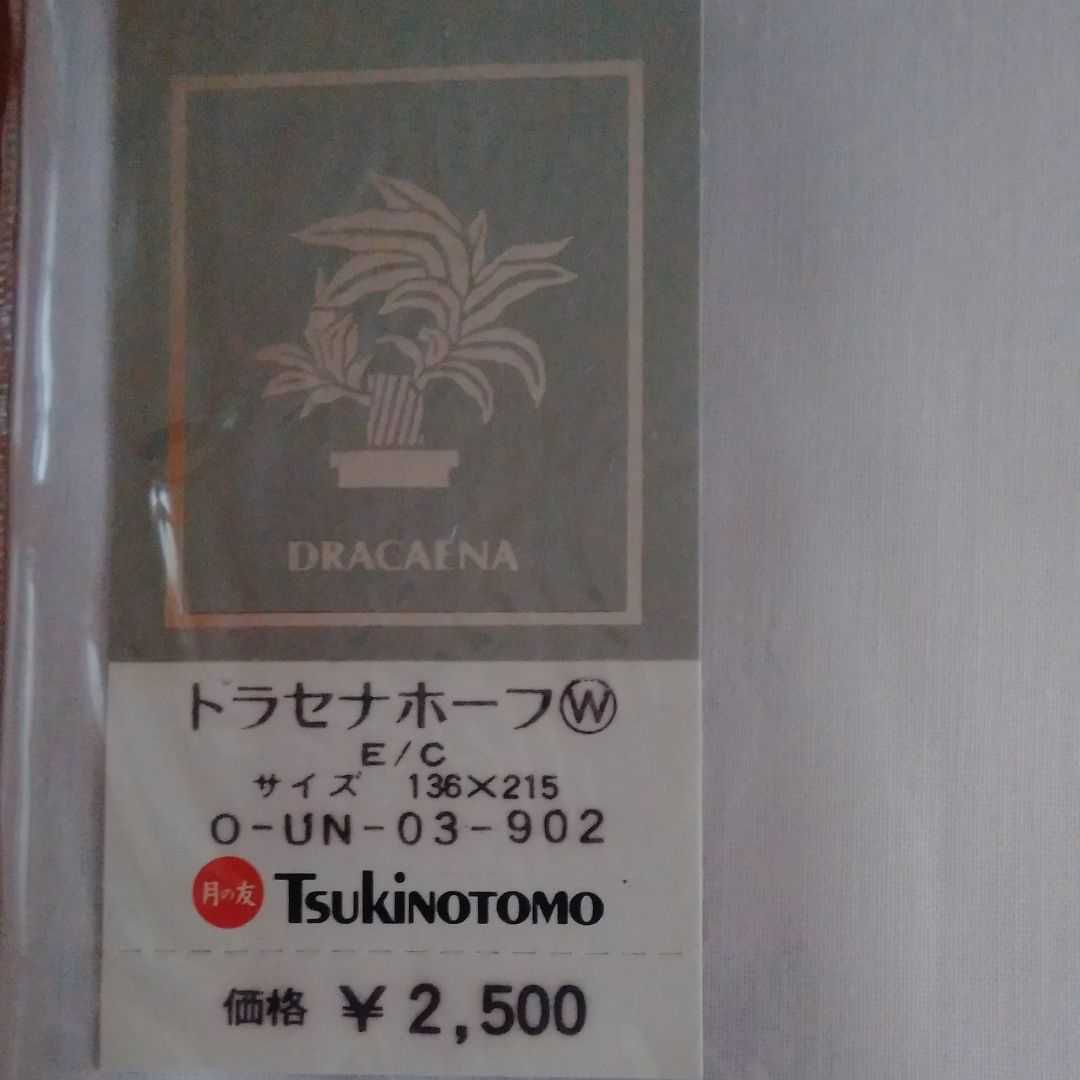 DRACAENA
ドラセナホーフⓌ
E/C
サイズ 136×215
O-UN-03-902
月の友 TSUKiNOTOMO
価格 ¥2,500